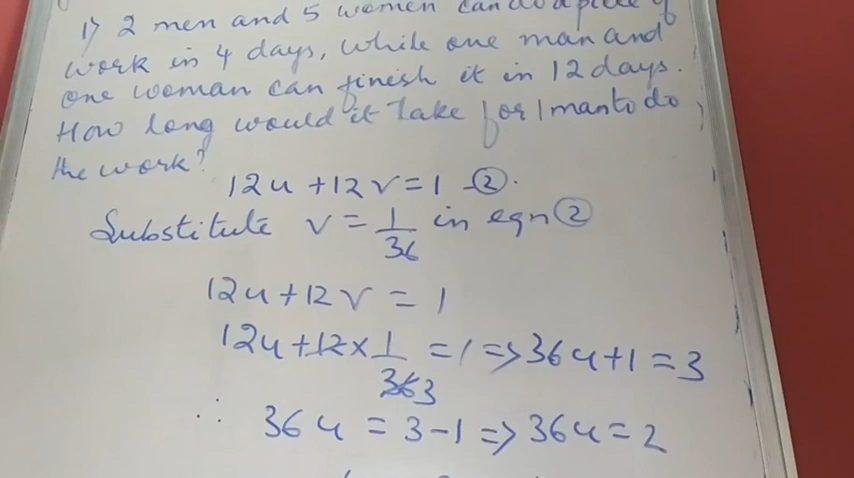 1) 2 men and 5 women can do a piece of
work in 4 days, while one man and
one woman can finish it in 12 days.
How long would it take for 1 man to do
the work?
12u + 12v = 1 – ②.
Substitute v = 1/36 in eqn ②
12u + 12v = 1
12u + 12 × 1/36 3 = 1 => 36u + 1 = 3
∴ 36u = 3 - 1 => 36u = 2